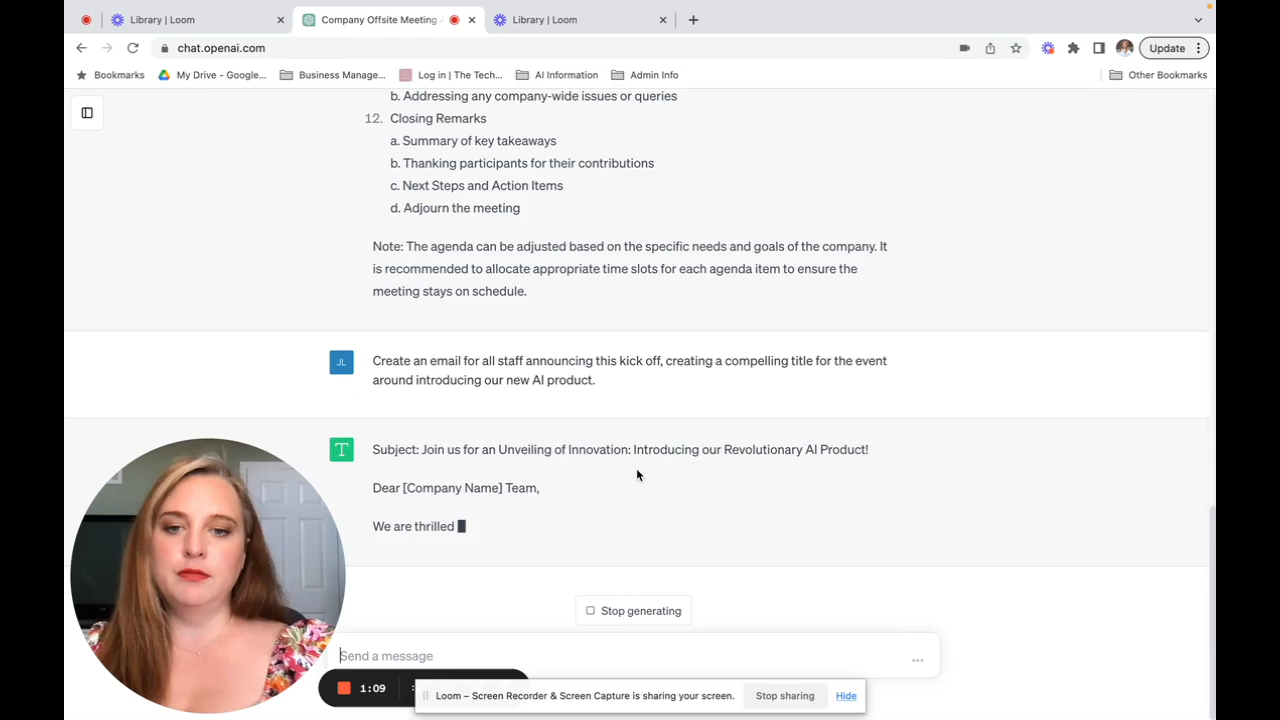 Library | Loom
Company Offsite Meeting
Library | Loom
chat.openai.com
Update
Bookmarks
My Drive - Google...
Business Manage...
Log in | The Tech...
AI Information
Admin Info
Other Bookmarks
b. Addressing any company-wide issues or queries
12. Closing Remarks
a. Summary of key takeaways
b. Thanking participants for their contributions
c. Next Steps and Action Items
d. Adjourn the meeting
Note: The agenda can be adjusted based on the specific needs and goals of the company. It
is recommended to allocate appropriate time slots for each agenda item to ensure the
meeting stays on schedule.
JL
Create an email for all staff announcing this kick off, creating a compelling title for the event
around introducing our new AI product.
T
Subject: Join us for an Unveiling of Innovation: Introducing our Revolutionary AI Product!
Dear [Company Name] Team,
We are thrilled
Stop generating
Send a message
...
1:09
Loom – Screen Recorder & Screen Capture is sharing your screen.
Stop sharing
Hide